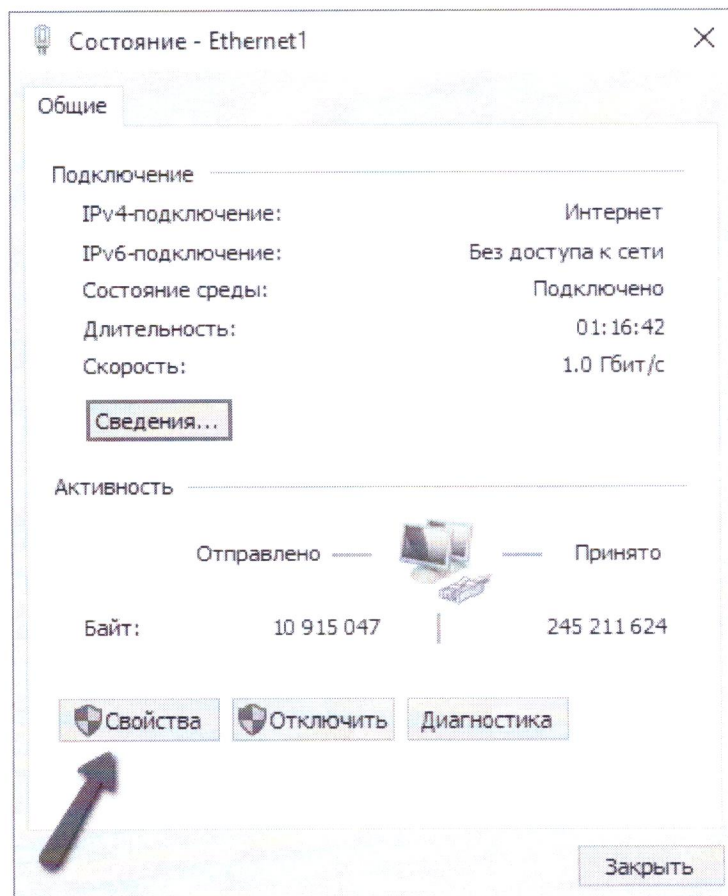 Состояние - Ethernet1
Общие
Подключение
IPv4-подключение: Интернет
IPv6-подключение: Без доступа к сети
Состояние среды: Подключено
Длительность: 01:16:42
Скорость: 1.0 Гбит/с
Сведения...
Активность
Отправлено Принято
Байт: 10 915 047 245 211 624
Свойства Отключить Диагностика
Закрыть